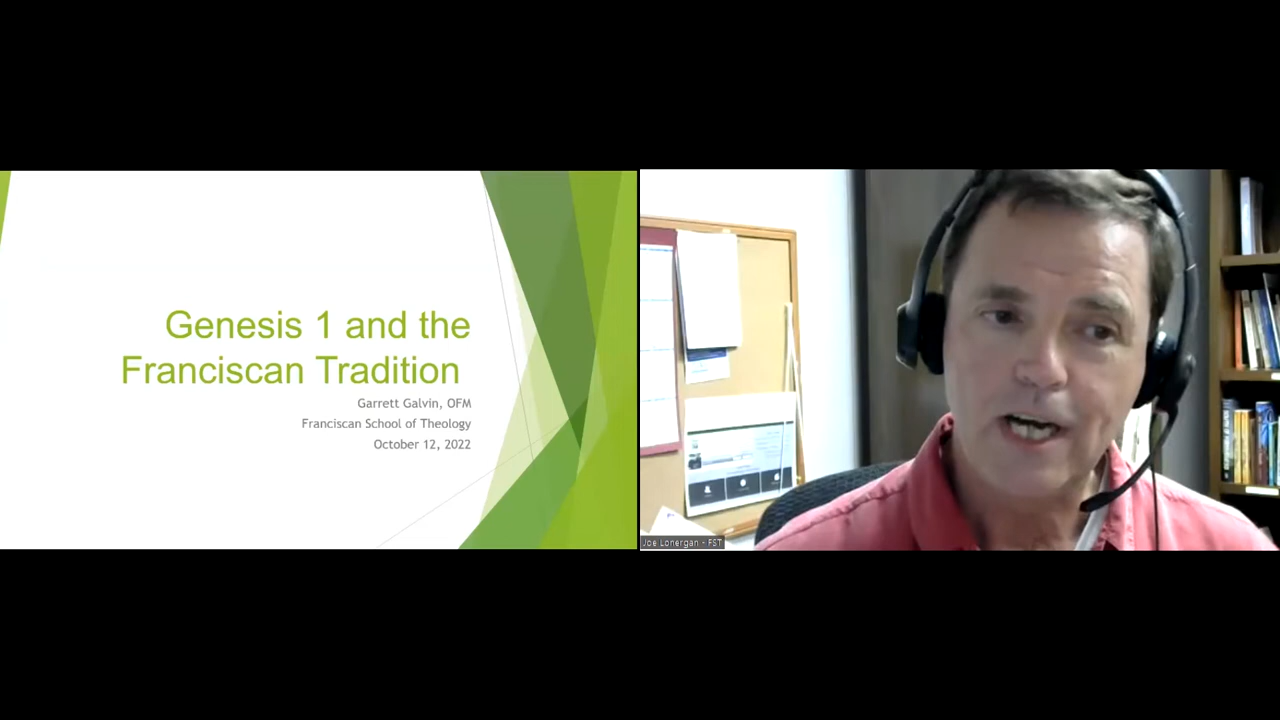 Genesis 1 and the
Franciscan Tradition
Garrett Galvin, OFM
Franciscan School of Theology
October 12, 2022
Joe Lonergan - FST